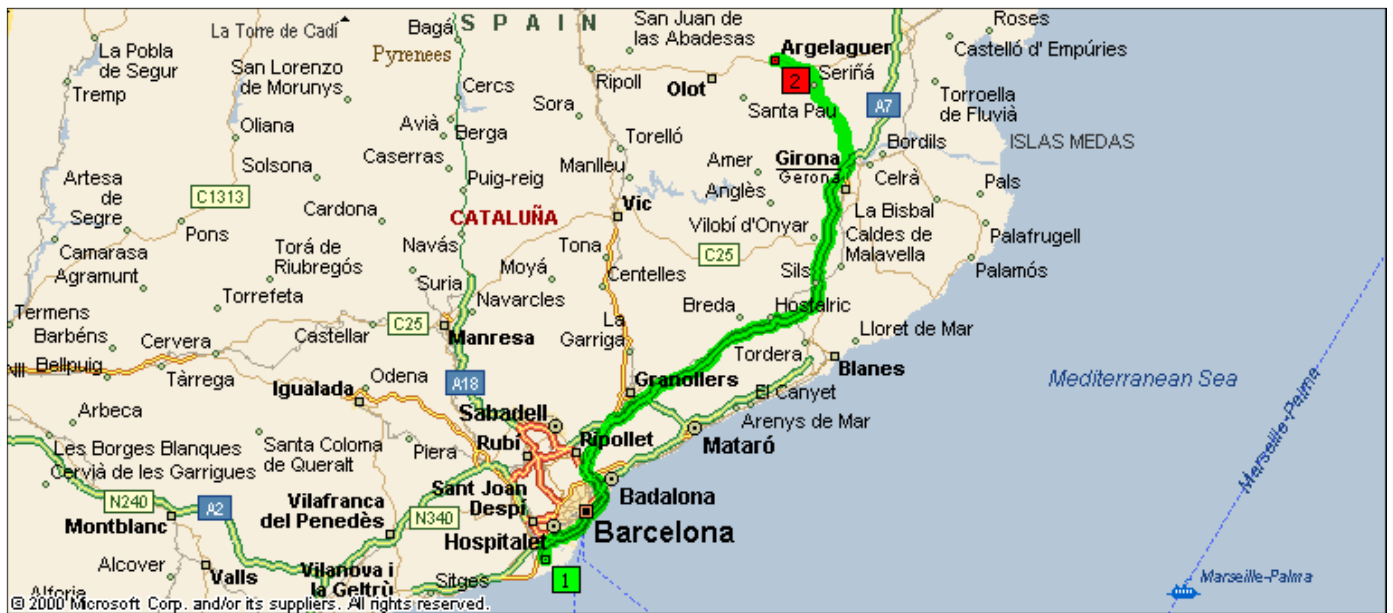 S P A I N
Roses
San Juan de
las Abadesas
Castelló d' Empúries
La Torre de Cadí
Bagá
Pyrenees
La Pobla
de Segur
Argelaguer
Tremp
San Lorenzo
de Morunys
Cercs
Ripoll
Olot
2
Seriñá
Santa Pau
A7
Torroella
de Fluvià
Sora
Oliana
Avià
Berga
Torelló
Bordils
ISLAS MEDAS
Solsona
Caserras
Manlleu
Amer
Girona
Gerona
Celrà
Puig-reig
Artesa
de
Segre
C1313
Anglès
Pals
Cardona
CATALUÑA
Vic
La Bisbal
Pons
Vilobí d'Onyar
Caldes de
Malavella
Palafrugell
Camarasa
Torá de
Riubregós
Navás
Tona
C25
Agramunt
Moyá
Centelles
Sils
Palamós
Suria
Torrefeta
Navarcles
Breda
Hostalric
Termens
Barbéns
C25
La
Garriga
Lloret de Mar
Cervera
Castellar
Manresa
Tordera
Bellpuig
Tàrrega
Blanes
Odena
Igualada
A18
Granollers
Mediterranean Sea
El Canyet
Arbeca
Sabadell
Arenys de Mar
Marseille-Palma
Les Borges Blanques
Santa Coloma
de Queralt
Piera
Rubí
Ripollet
Mataró
Cervià de les Garrigues
Sant Joan
Despí
Badalona
N240
A2
Vilafranca
del Penedès
N340
Montblanc
Barcelona
Hospitalet
Alcover
Valls
Vilanova i
la Geltrù
Sitges
1
Marseille-Palma
Alforja
© 2000 Microsoft Corp. and/or its suppliers. All rights reserved.